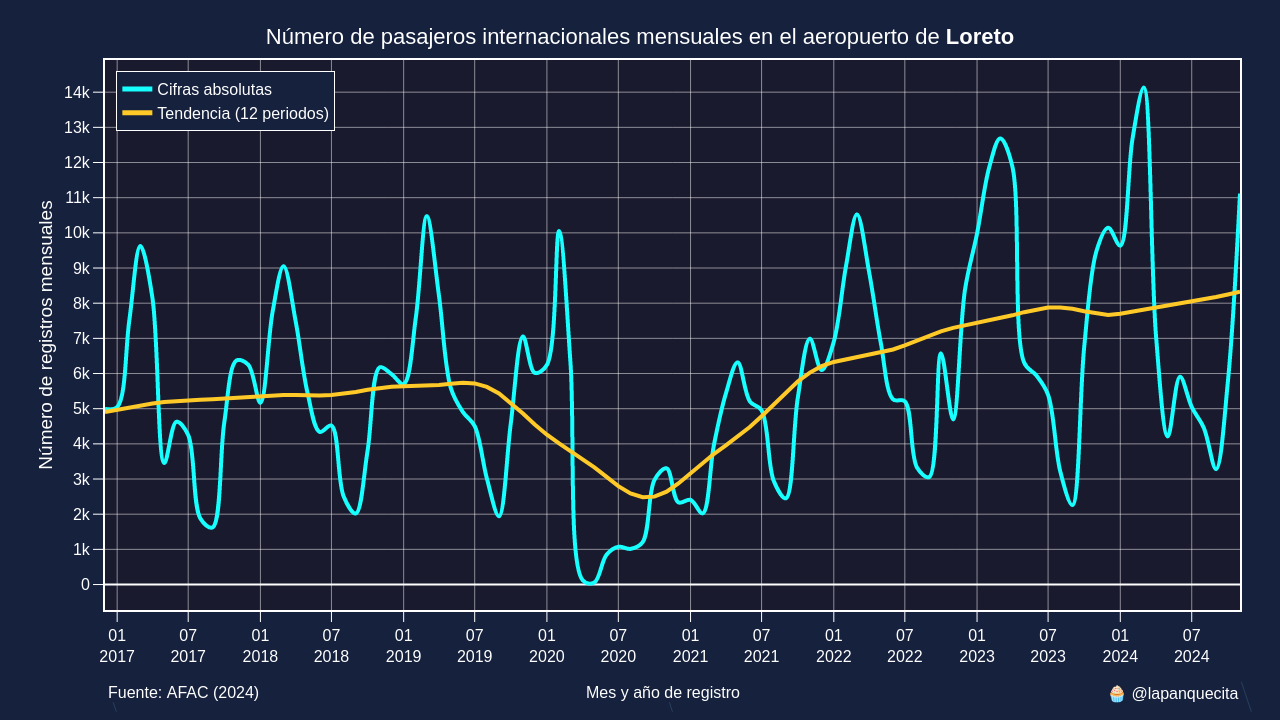 Número de pasajeros internacionales mensuales en el aeropuerto de Loreto
Cifras absolutas
Tendencia (12 periodos)
Número de registros mensuales
14k
13k
12k
11k
10k
9k
8k
7k
6k
5k
4k
3k
2k
1k
0
01 07 01 07 01 07 01 07 01 07 01 07 01 07 01 07
2017 2017 2018 2018 2019 2019 2020 2020 2021 2021 2022 2022 2023 2023 2024 2024
Fuente: AFAC (2024)
Mes y año de registro
🧁 @lapanquecita